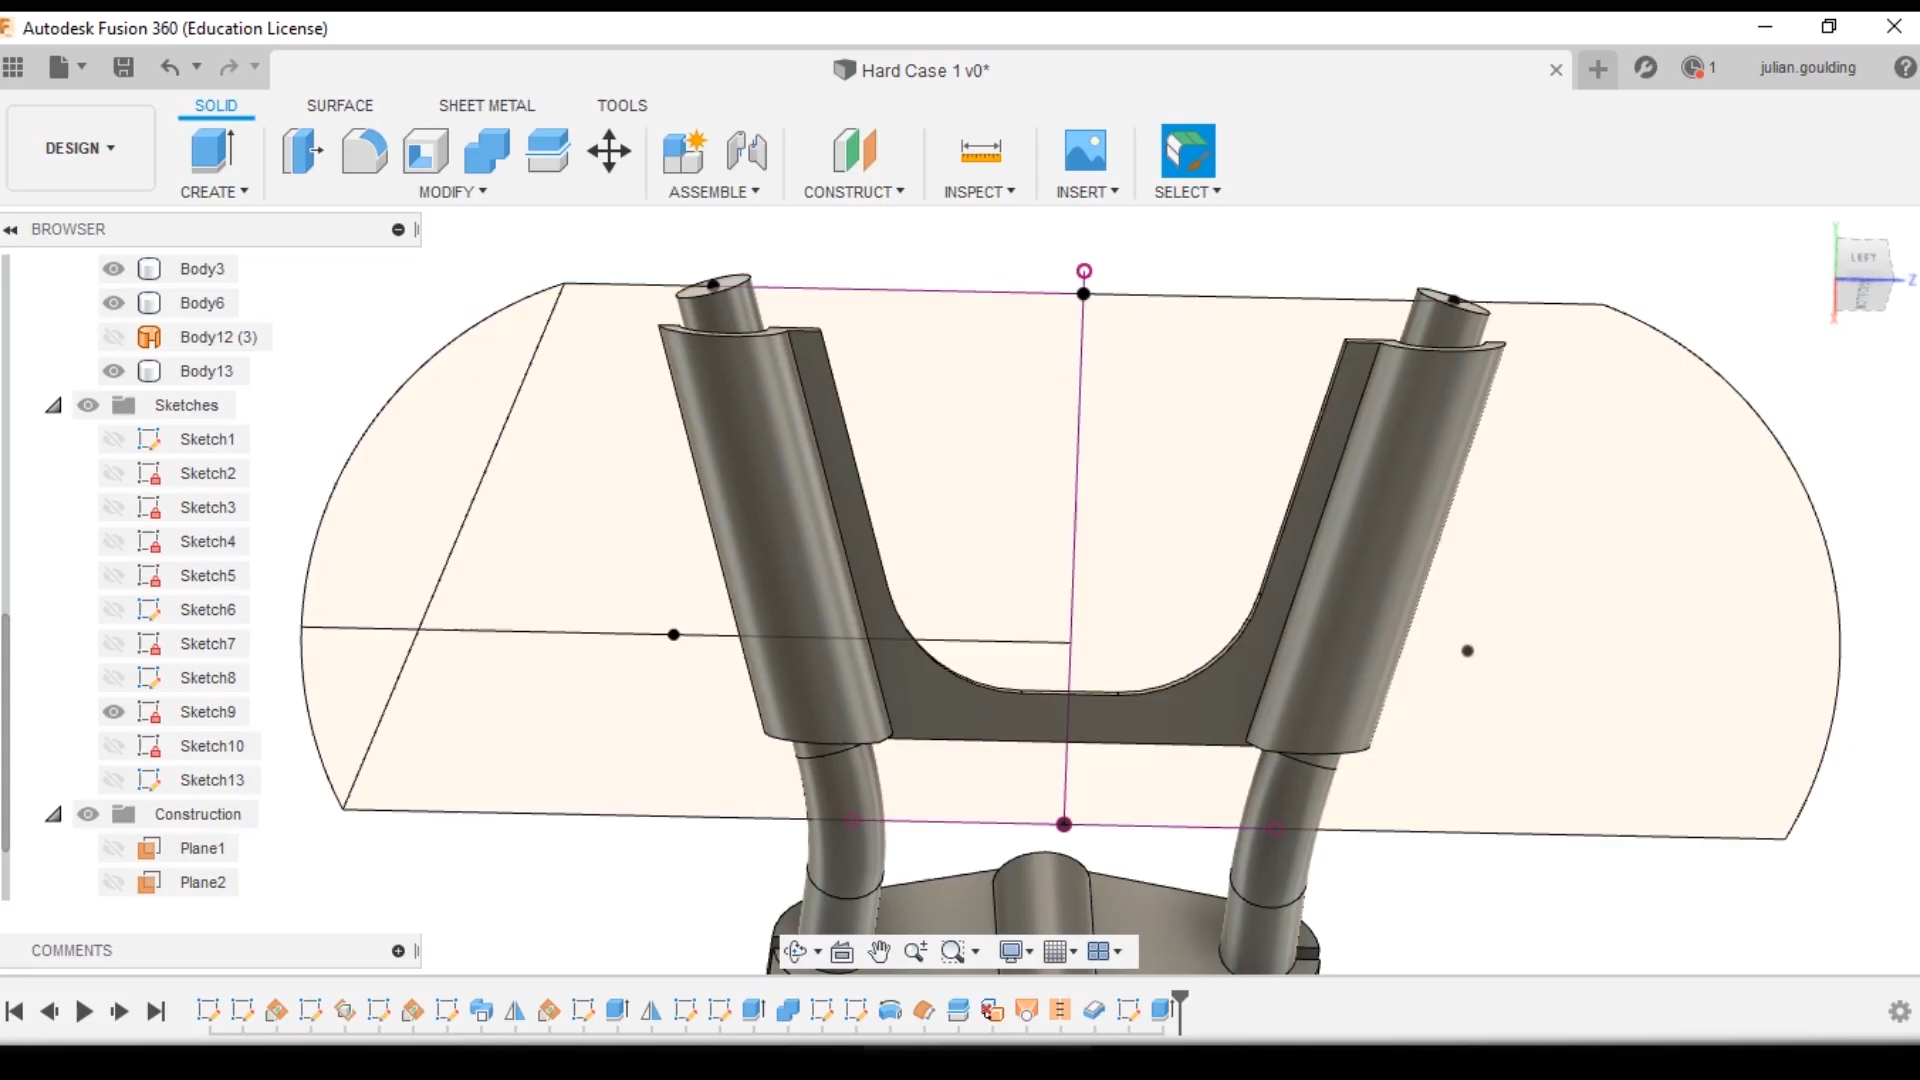 Autodesk Fusion 360 (Education License)
Hard Case 1 v0*
1
julian.goulding
SOLID
SURFACE
SHEET METAL
TOOLS
DESIGN
CREATE
MODIFY
ASSEMBLE
CONSTRUCT
INSPECT
INSERT
SELECT
BROWSER
LEFT
Z
Body3
Body6
Body12 (3)
Body13
Sketches
Sketch1
Sketch2
Sketch3
Sketch4
Sketch5
Sketch6
Sketch7
Sketch8
Sketch9
Sketch10
Sketch13
Construction
Plane1
Plane2
COMMENTS